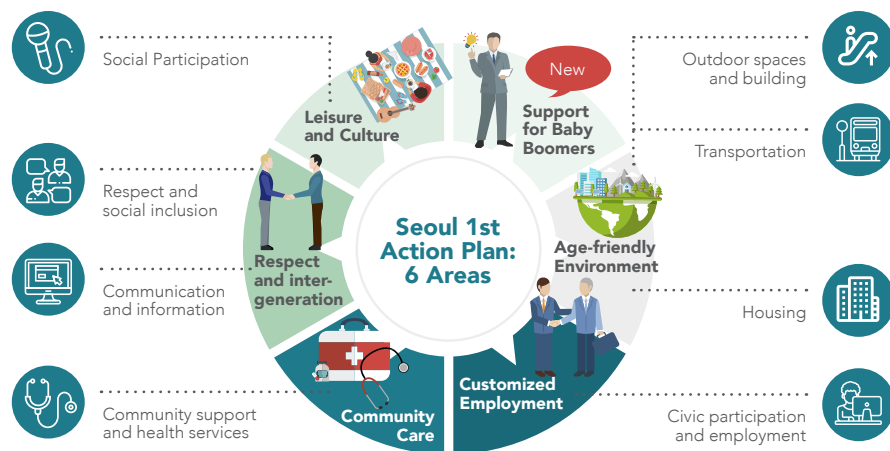 Social Participation
Respect and
social inclusion
Communication
and information
Community support
and health services
Leisure
and Culture
New
Support
for Baby
Boomers
Respect
and inter-
generation
Seoul 1st
Action Plan:
6 Areas
Age-friendly
Environment
Community
Care
Customized
Employment
Outdoor spaces
and building
Transportation
Housing
Civic participation
and employment